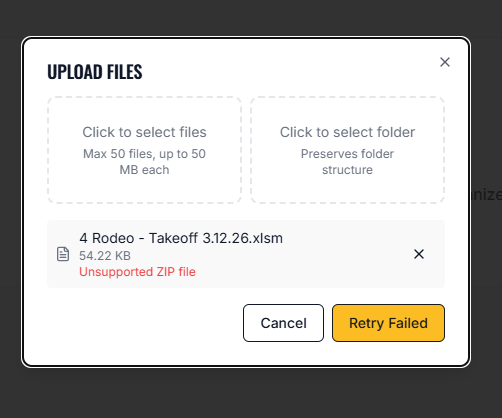 UPLOAD FILES
Click to select files
Max 50 files, up to 50
MB each
Click to select folder
Preserves folder
structure
4 Rodeo - Takeoff 3.12.26.xlsm
54.22 KB
Unsupported ZIP file
Cancel
Retry Failed